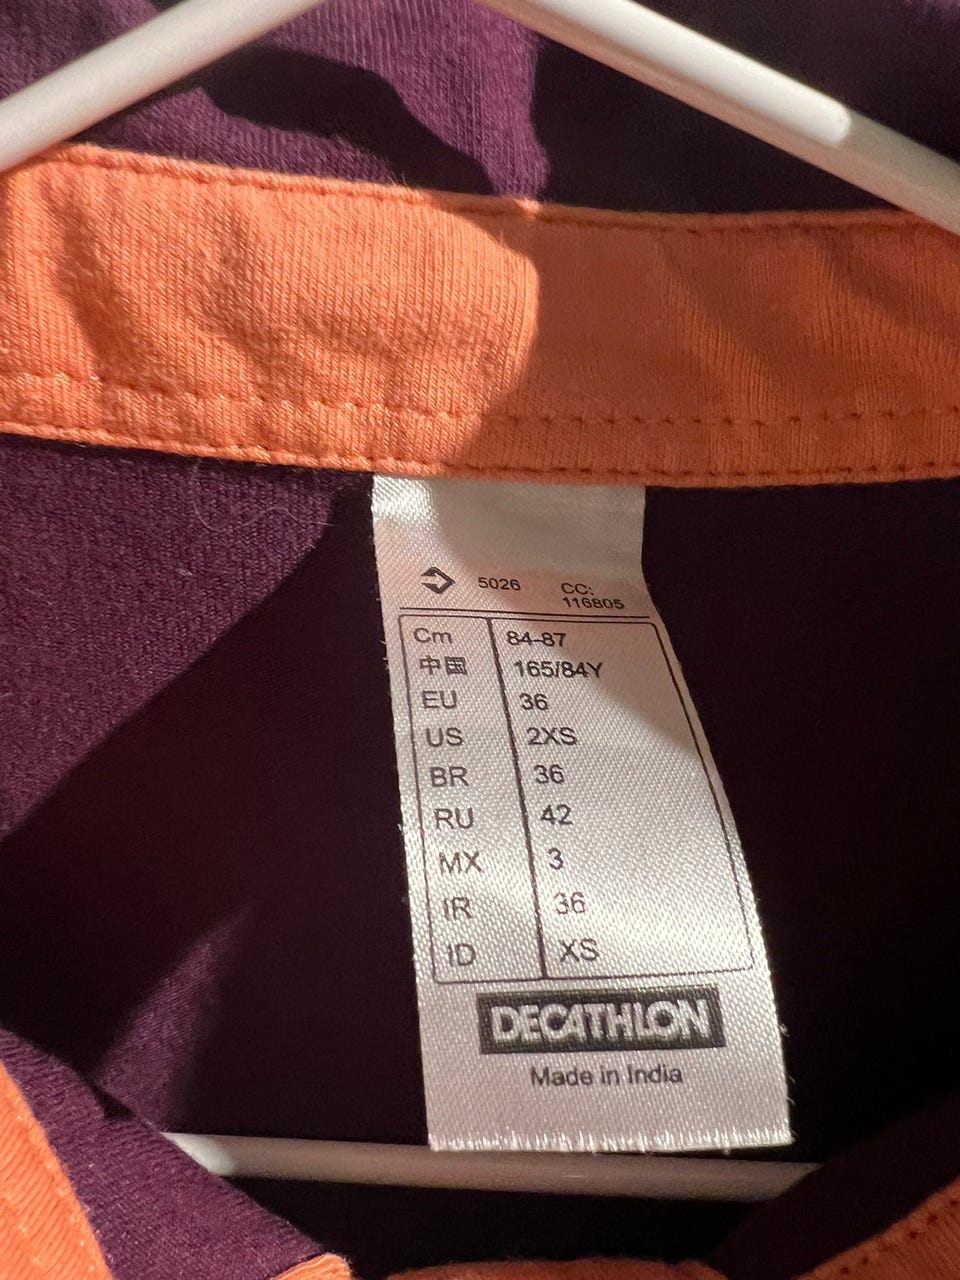 5026 CC:
116805
Cm 84-87
中国 165/84Y
EU 36
US 2XS
BR 36
RU 42
MX 3
IR 36
ID XS
DECATHLON
Made in India